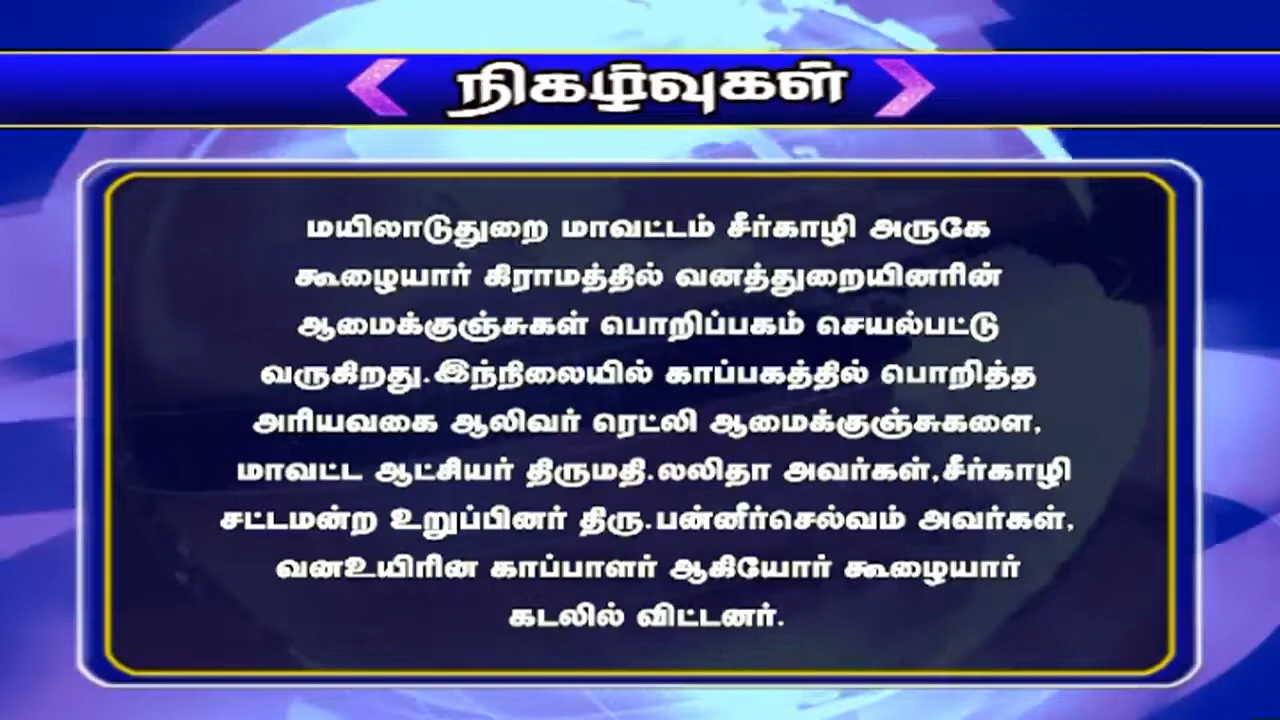 நிகழ்வுகள்
மயிலாடுதுறை மாவட்டம் சீர்காழி அருகே
கூழையார் கிராமத்தில் வனத்துறையினரின்
ஆமைக்குஞ்சுகள் பொறிப்பகம் செயல்பட்டு
வருகிறது.இந்நிலையில் காப்பகத்தில் பொறித்த
அரியவகை ஆலிவர் ரெட்லி ஆமைக்குஞ்சுகளை,
மாவட்ட ஆட்சியர் திருமதி.லலிதா அவர்கள்,சீர்காழி
சட்டமன்ற உறுப்பினர் திரு.பன்னீர்செல்வம் அவர்கள்,
வனஉயிரின காப்பாளர் ஆகியோர் கூழையார்
கடலில் விட்டனர்.